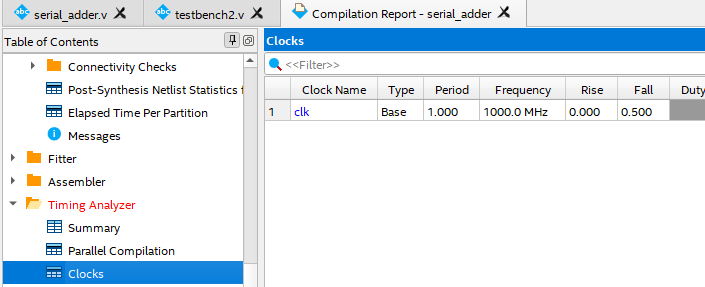 serial_adder.v
testbench2.v
Compilation Report - serial_adder
Table of Contents
Connectivity Checks
Post-Synthesis Netlist Statistics f
Elapsed Time Per Partition
Messages
Fitter
Assembler
Timing Analyzer
Summary
Parallel Compilation
Clocks
Clocks
<<Filter>>
Clock Name Type Period Frequency Rise Fall Duty
1 clk Base 1.000 1000.0 MHz 0.000 0.500